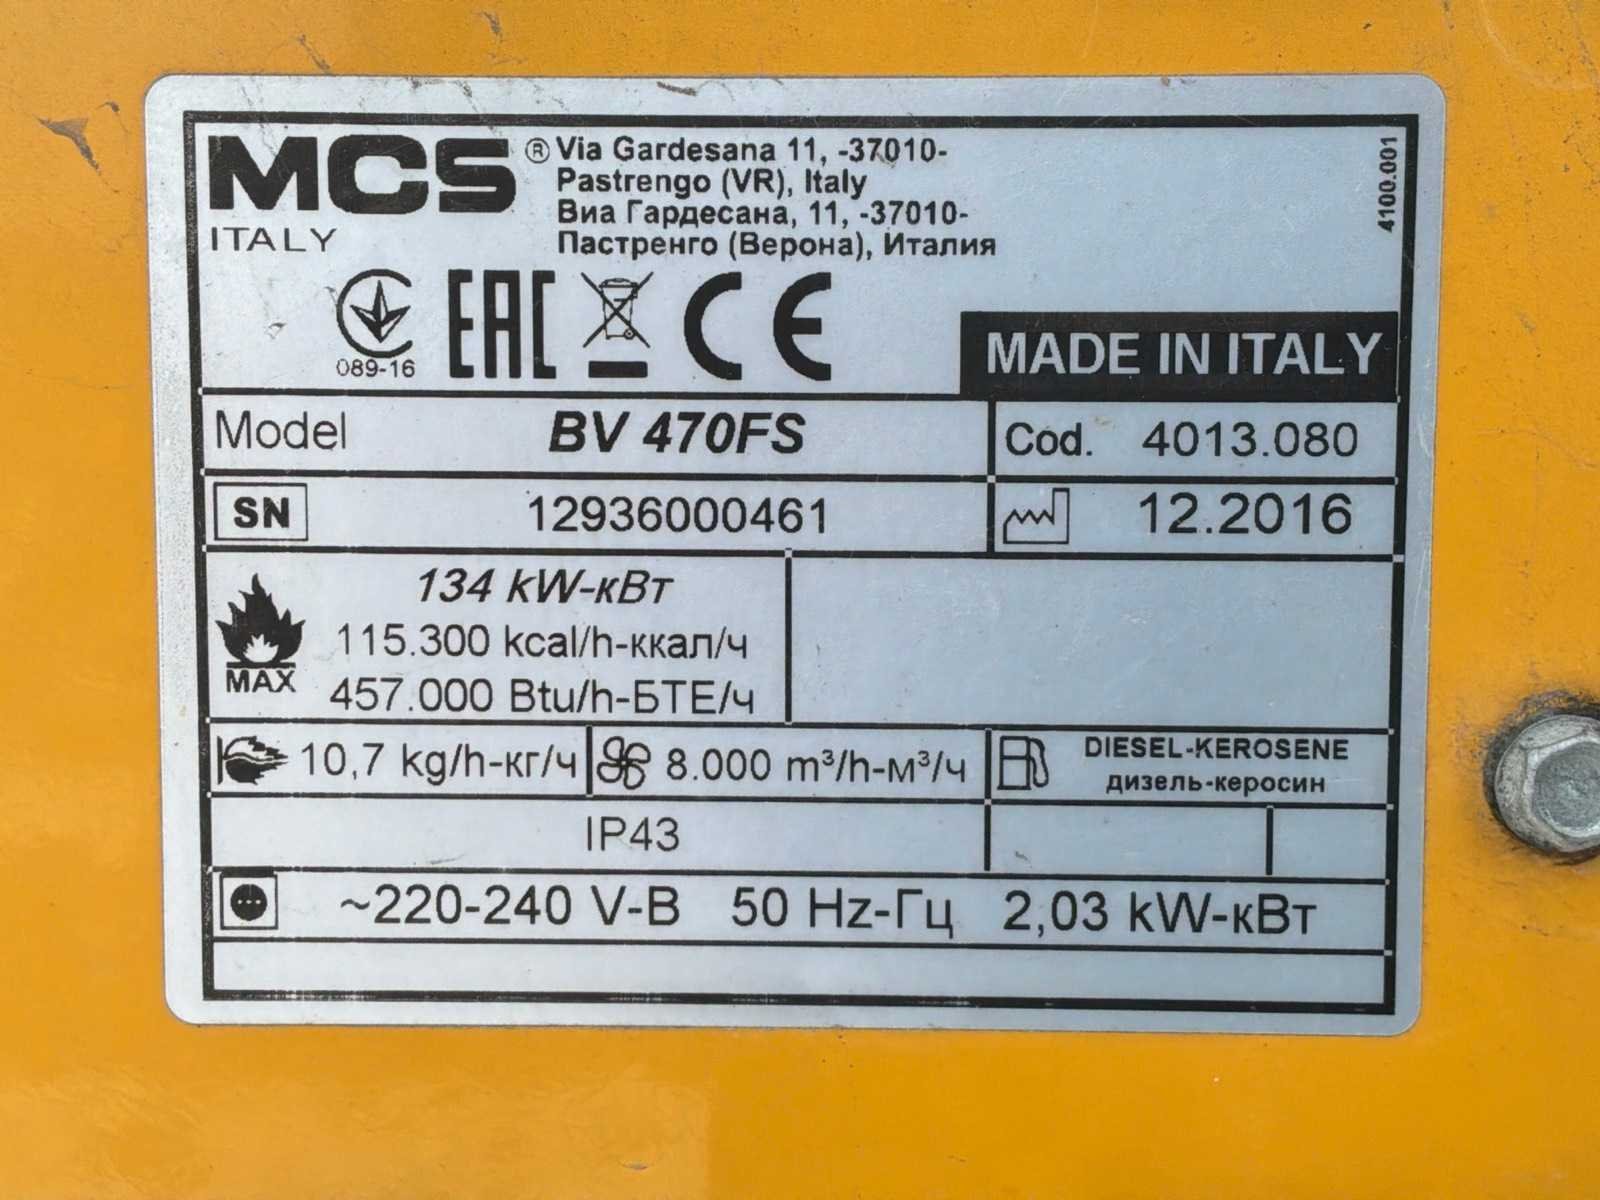 MCS ® Via Gardesana 11, -37010-
Pastrengo (VR), Italy
Виа Гардесана, 11, -37010-
ITALY Пастренго (Верона), Италия
4100.001
089-16
EAC
CE
MADE IN ITALY
Model BV 470FS Cod. 4013.080
SN 12936000461 12.2016
134 kW-кВт
115.300 kcal/h-ккал/ч
MAX 457.000 Btu/h-БТЕ/ч
10,7 kg/h-кг/ч 8.000 m³/h-м³/ч DIESEL-KEROSENE
дизель-керосин
IP43
~220-240 V-В 50 Hz-Гц 2,03 kW-кВт